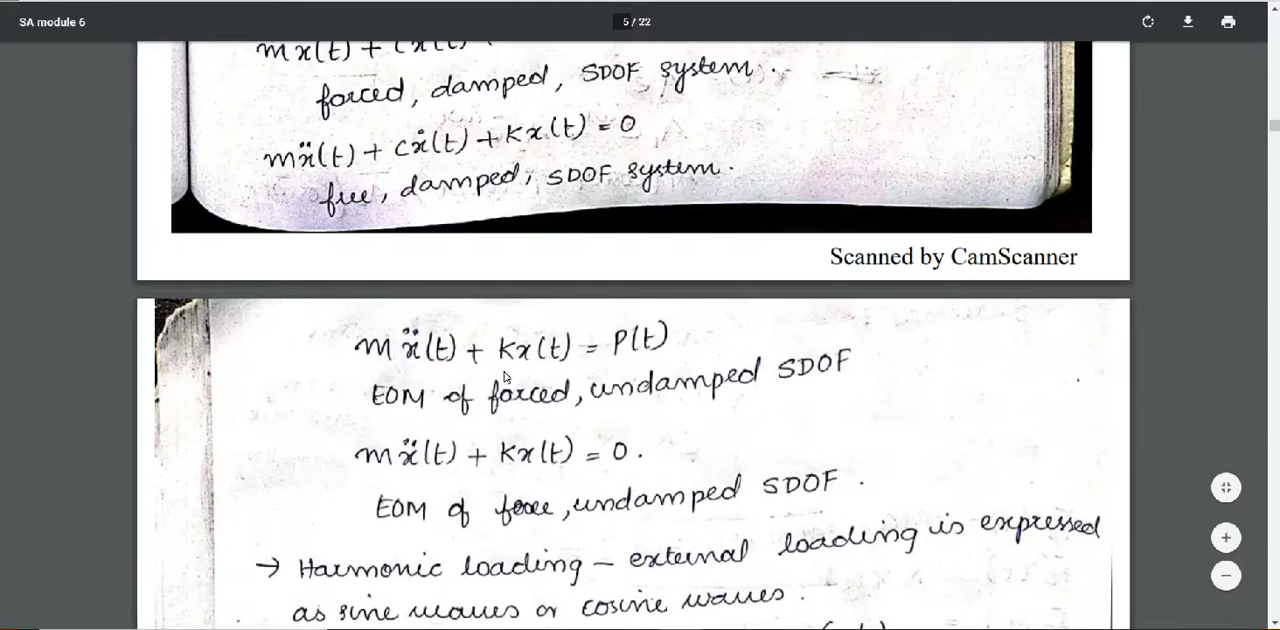 SA module 6
5 / 22
mẍ(t) + cẋ(t)
forced, damped, SDOF system.
mẍ(t) + cẋ(t) + kx(t) = 0
free, damped, SDOF system.
Scanned by CamScanner
mẍ(t) + kx(t) = P(t)
EOM of forced, undamped SDOF
mẍ(t) + kx(t) = 0.
EOM of , undamped SDOF.
→ Harmonic loading – external loading is expressed
as sine waves or cosine waves.